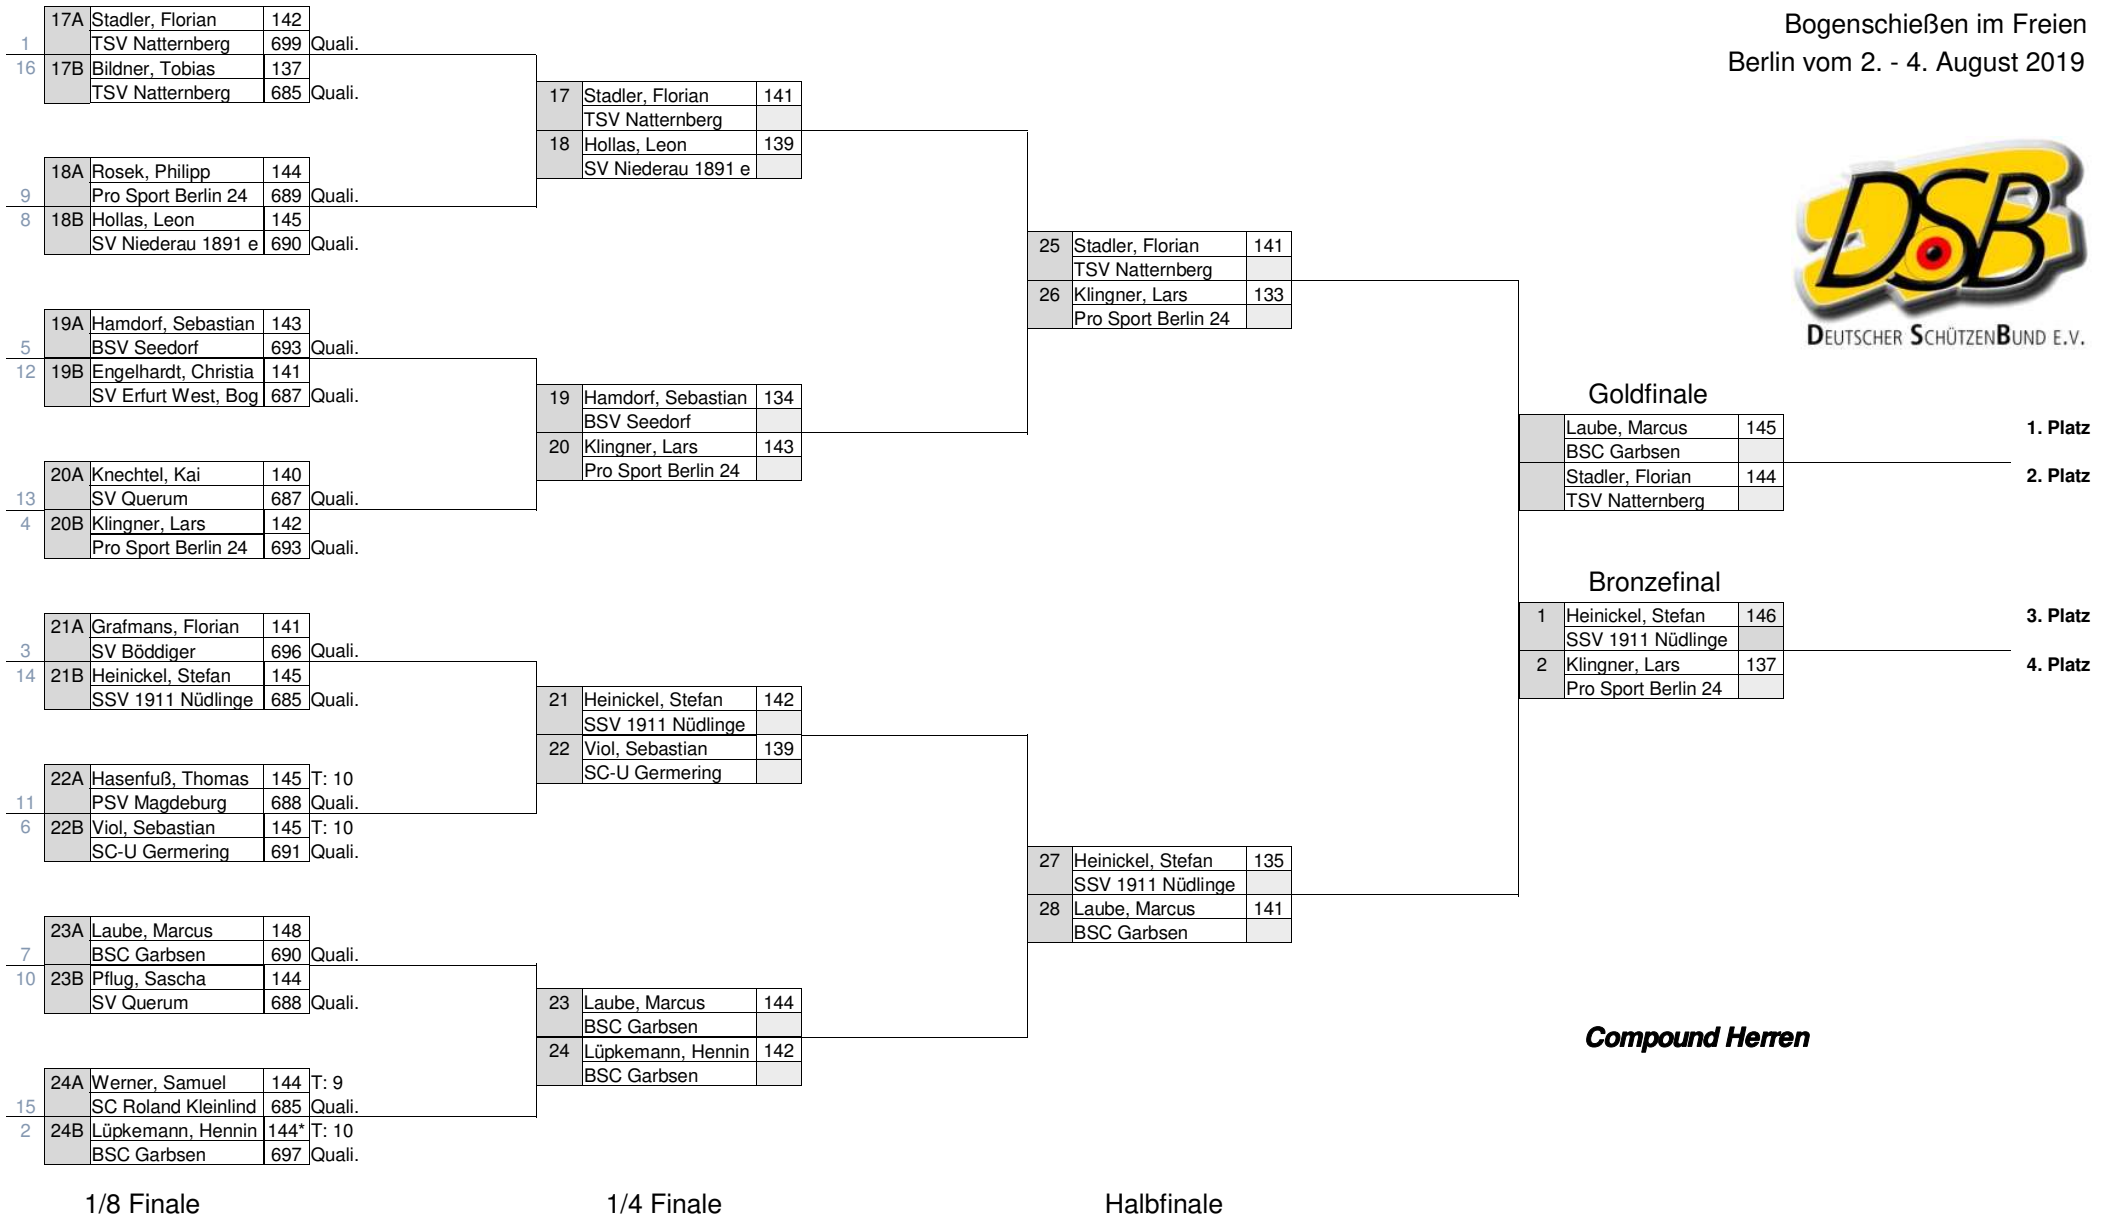 Bogenschießen im Freien
Berlin vom 2. - 4. August 2019
DSB
DEUTSCHER SCHÜTZENBUND E.V.
17A Stadler, Florian 142
1 TSV Natternberg 699 Quali.
16 17B Bildner, Tobias 137
TSV Natternberg 685 Quali.
18A Rosek, Philipp 144
9 Pro Sport Berlin 24 689 Quali.
8 18B Hollas, Leon 145
SV Niederau 1891 e 690 Quali.
19A Hamdorf, Sebastian 143
5 BSV Seedorf 693 Quali.
12 19B Engelhardt, Christia 141
SV Erfurt West, Bog 687 Quali.
20A Knechtel, Kai 140
13 SV Querum 687 Quali.
4 20B Klingner, Lars 142
Pro Sport Berlin 24 693 Quali.
21A Grafmans, Florian 141
3 SV Böddiger 696 Quali.
14 21B Heinickel, Stefan 145
SSV 1911 Nüdlinge 685 Quali.
22A Hasenfuß, Thomas 145 T: 10
11 PSV Magdeburg 688 Quali.
6 22B Viol, Sebastian 145 T: 10
SC-U Germering 691 Quali.
23A Laube, Marcus 148
7 BSC Garbsen 690 Quali.
10 23B Pflug, Sascha 144
SV Querum 688 Quali.
24A Werner, Samuel 144 T: 9
15 SC Roland Kleinlind 685 Quali.
2 24B Lüpkemann, Hennin 144* T: 10
BSC Garbsen 697 Quali.
1/8 Finale
17 Stadler, Florian 141
TSV Natternberg
18 Hollas, Leon 139
SV Niederau 1891 e
19 Hamdorf, Sebastian 134
BSV Seedorf
20 Klingner, Lars 143
Pro Sport Berlin 24
21 Heinickel, Stefan 142
SSV 1911 Nüdlinge
22 Viol, Sebastian 139
SC-U Germering
23 Laube, Marcus 144
BSC Garbsen
24 Lüpkemann, Hennin 142
BSC Garbsen
1/4 Finale
25 Stadler, Florian 141
TSV Natternberg
26 Klingner, Lars 133
Pro Sport Berlin 24
27 Heinickel, Stefan 135
SSV 1911 Nüdlinge
28 Laube, Marcus 141
BSC Garbsen
Halbfinale
Goldfinale
Laube, Marcus 145 1. Platz
BSC Garbsen
Stadler, Florian 144 2. Platz
TSV Natternberg
Bronzefinal
1 Heinickel, Stefan 146 3. Platz
SSV 1911 Nüdlinge
2 Klingner, Lars 137 4. Platz
Pro Sport Berlin 24
Compound Herren